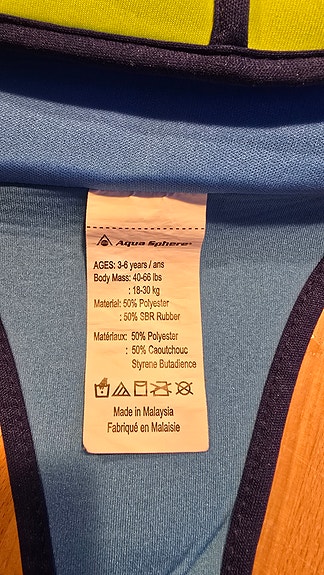 Aqua Sphere
AGES: 3-6 years / ans
Body Mass: 40-66 lbs
: 18-30 kg
Material: 50% Polyester
: 50% SBR Rubber
Matériaux: 50% Polyester
: 50% Caoutchouc
Styrene Butadience
Made in Malaysia
Fabriqué en Malaisie